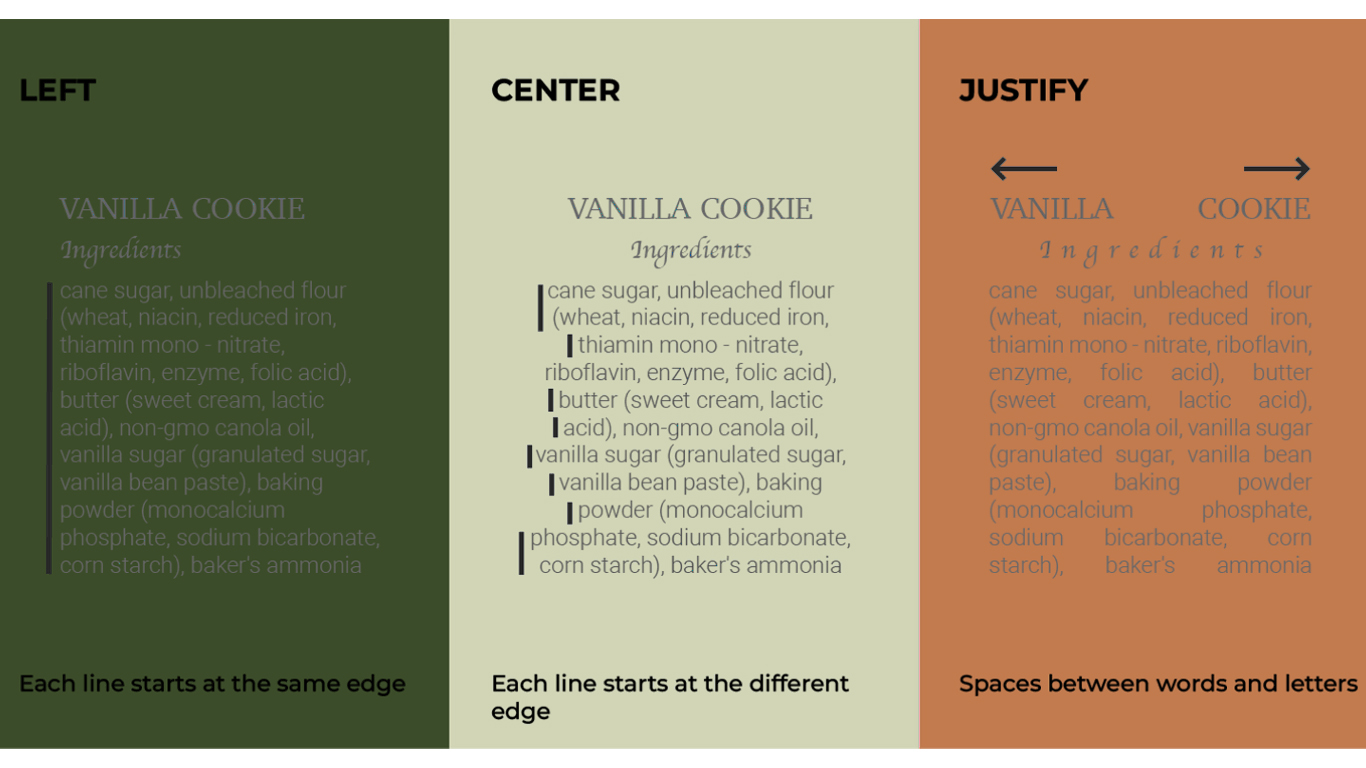 LEFT
VANILLA COOKIE
Ingredients
cane sugar, unbleached flour
(wheat, niacin, reduced iron,
thiamin mono - nitrate,
riboflavin, enzyme, folic acid),
butter (sweet cream, lactic
acid), non-gmo canola oil,
vanilla sugar (granulated sugar,
vanilla bean paste), baking
powder (monocalcium
phosphate, sodium bicarbonate,
corn starch), baker's ammonia
Each line starts at the same edge
CENTER
VANILLA COOKIE
Ingredients
cane sugar, unbleached flour
(wheat, niacin, reduced iron,
thiamin mono - nitrate,
riboflavin, enzyme, folic acid),
butter (sweet cream, lactic
acid), non-gmo canola oil,
vanilla sugar (granulated sugar,
vanilla bean paste), baking
powder (monocalcium
phosphate, sodium bicarbonate,
corn starch), baker's ammonia
Each line starts at the different
edge
JUSTIFY
VANILLA COOKIE
Ingredients
cane sugar, unbleached flour
(wheat, niacin, reduced iron,
thiamin mono - nitrate, riboflavin,
enzyme, folic acid), butter
(sweet cream, lactic acid),
non-gmo canola oil, vanilla sugar
(granulated sugar, vanilla bean
paste), baking powder
(monocalcium phosphate,
sodium bicarbonate, corn
starch), baker's ammonia
Spaces between words and letters